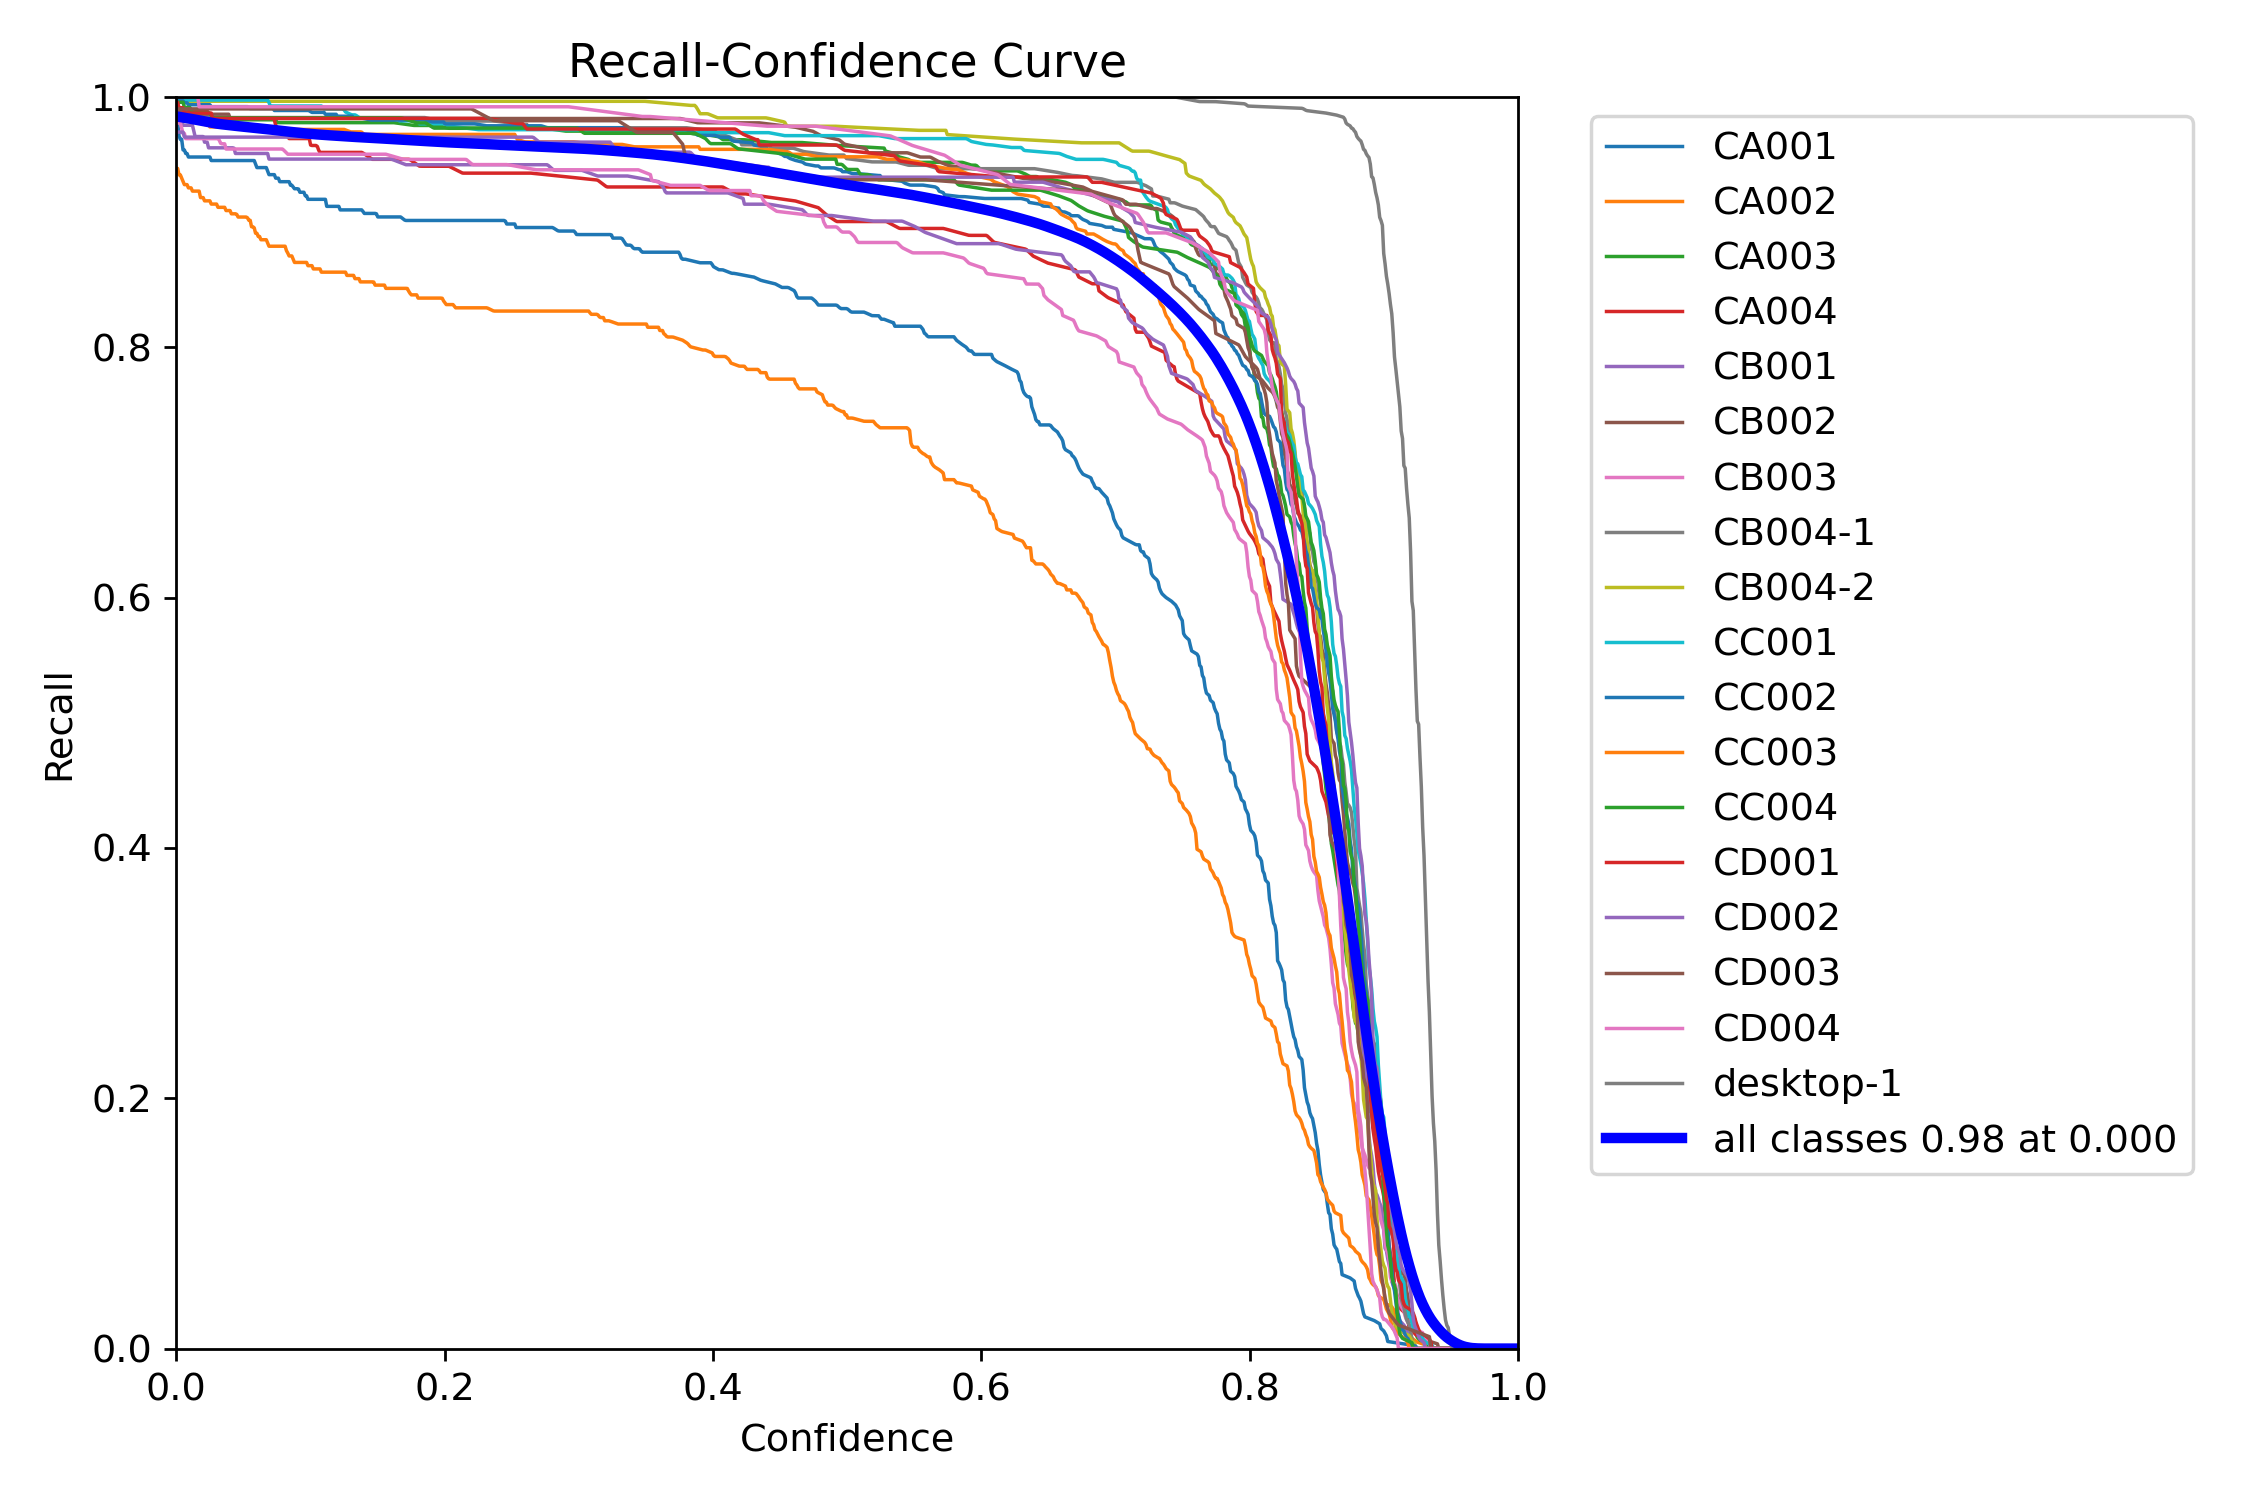 Recall-Confidence Curve
1.0
0.8
0.6
0.4
0.2
0.0
Recall
0.0 0.2 0.4 0.6 0.8 1.0
Confidence
CA001
CA002
CA003
CA004
CB001
CB002
CB003
CB004-1
CB004-2
CC001
CC002
CC003
CC004
CD001
CD002
CD003
CD004
desktop-1
all classes 0.98 at 0.000